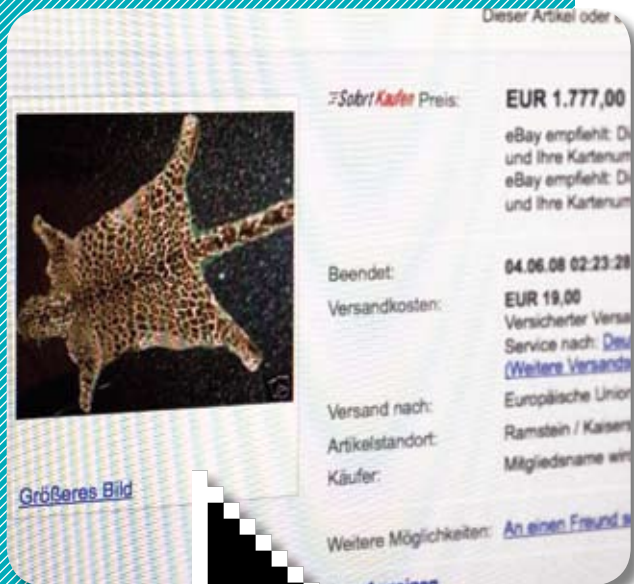 Dieser Artikel oder
Sofort Kaufen Preis: EUR 1.777,00
eBay empfiehlt:
und Ihre Kartenum
eBay empfiehlt:
und Ihre Kartenum
Beendet: 04.06.08 02:23:28
Versandkosten: EUR 19,00
Versicherter Versa
Service nach: Deu
(Weitere Versands
Versand nach: Europäische Union
Artikelstandort: Ramstein / Kaisers
Käufer: Mitgliedsname wird
Größeres Bild
Weitere Möglichkeiten: An einen Freund s